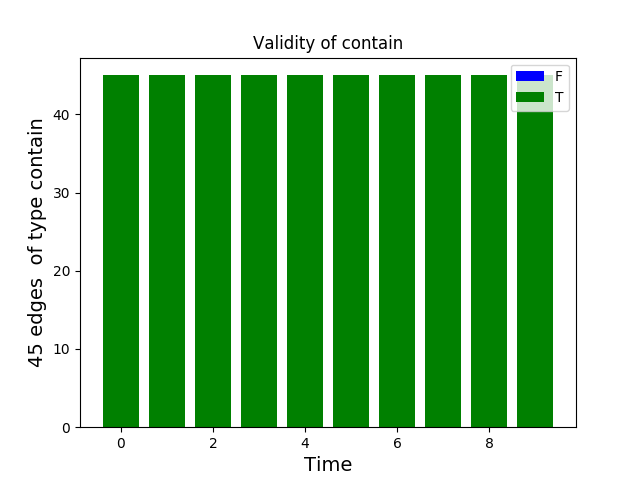 Validity of contain
F
T
45 edges  of type contain
40
30
20
10
0
0 2 4 6 8
Time